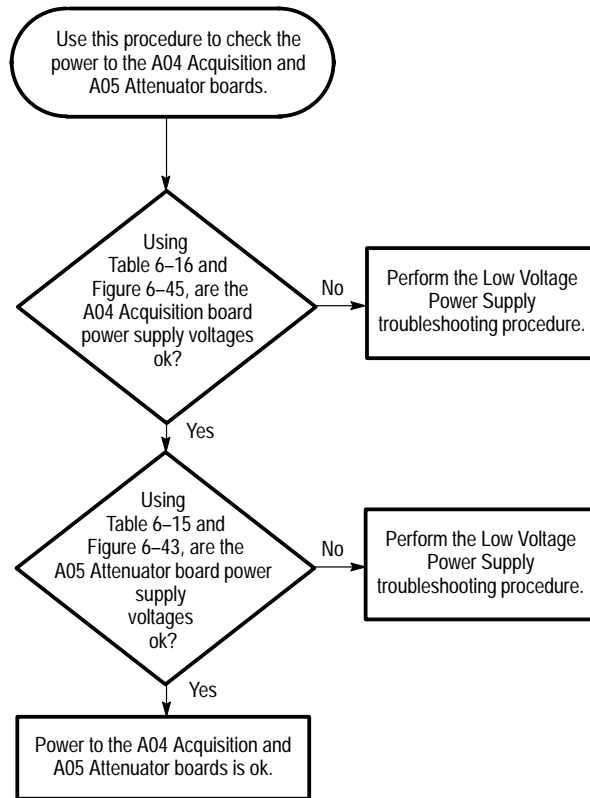 Use this procedure to check the
power to the A04 Acquisition and
A05 Attenuator boards.
Using
Table 6–16 and
Figure 6–45, are the
A04 Acquisition board
power supply voltages
ok?
No
Perform the Low Voltage
Power Supply
troubleshooting procedure.
Yes
Using
Table 6–15 and
Figure 6–43, are the
A05 Attenuator board power
supply
voltages
ok?
No
Perform the Low Voltage
Power Supply
troubleshooting procedure.
Yes
Power to the A04 Acquisition and
A05 Attenuator boards is ok.